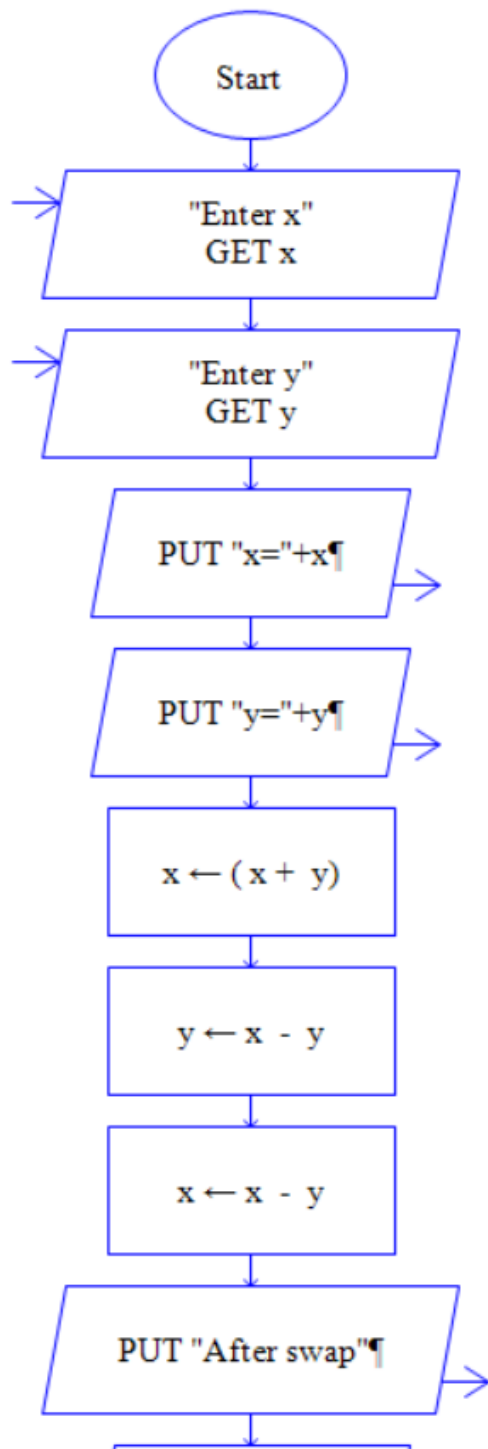 Start
"Enter x"
GET x
"Enter y"
GET y
PUT "x="+x¶
PUT "y="+y¶
x ← ( x + y)
y ← x - y
x ← x - y
PUT "After swap"¶